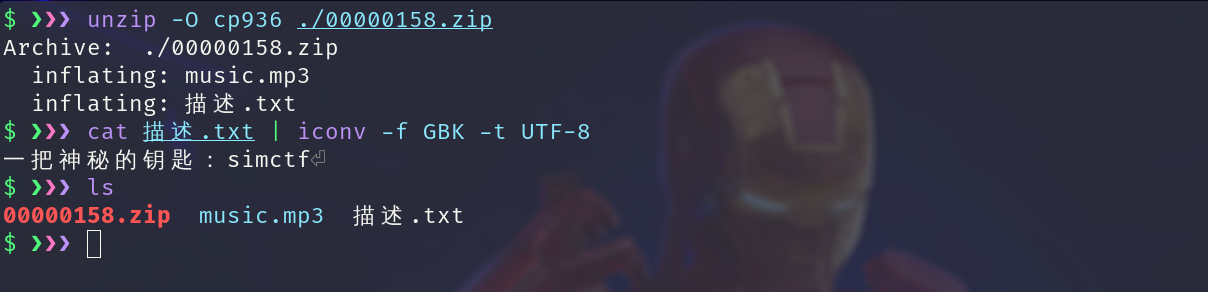 $ ❯❯❯ unzip -O cp936 ./00000158.zip
Archive:  ./00000158.zip
  inflating: music.mp3
  inflating: 描述.txt
$ ❯❯❯ cat 描述.txt | iconv -f GBK -t UTF-8
一把神秘的钥匙：simctf⏎
$ ❯❯❯ ls
00000158.zip  music.mp3  描述.txt
$ ❯❯❯